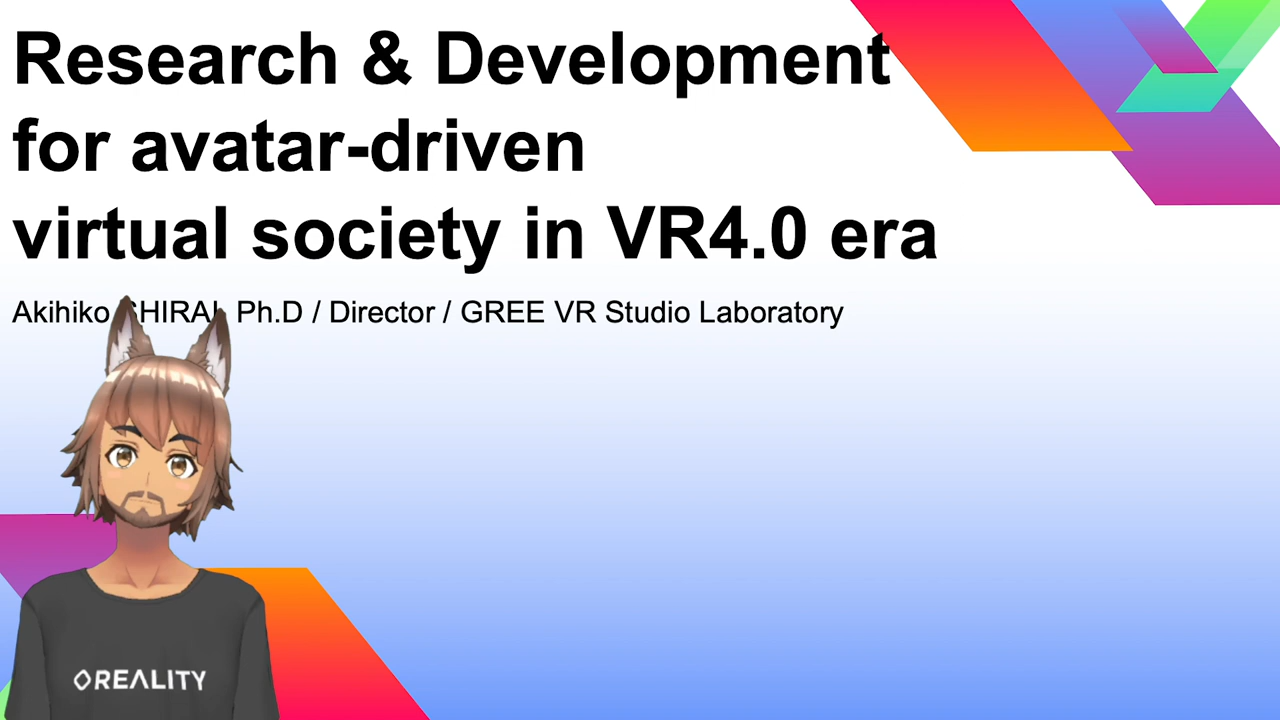 Research & Development
for avatar-driven
virtual society in VR4.0 era
Akihiko SHIRAI, Ph.D / Director / GREE VR Studio Laboratory
REALITY